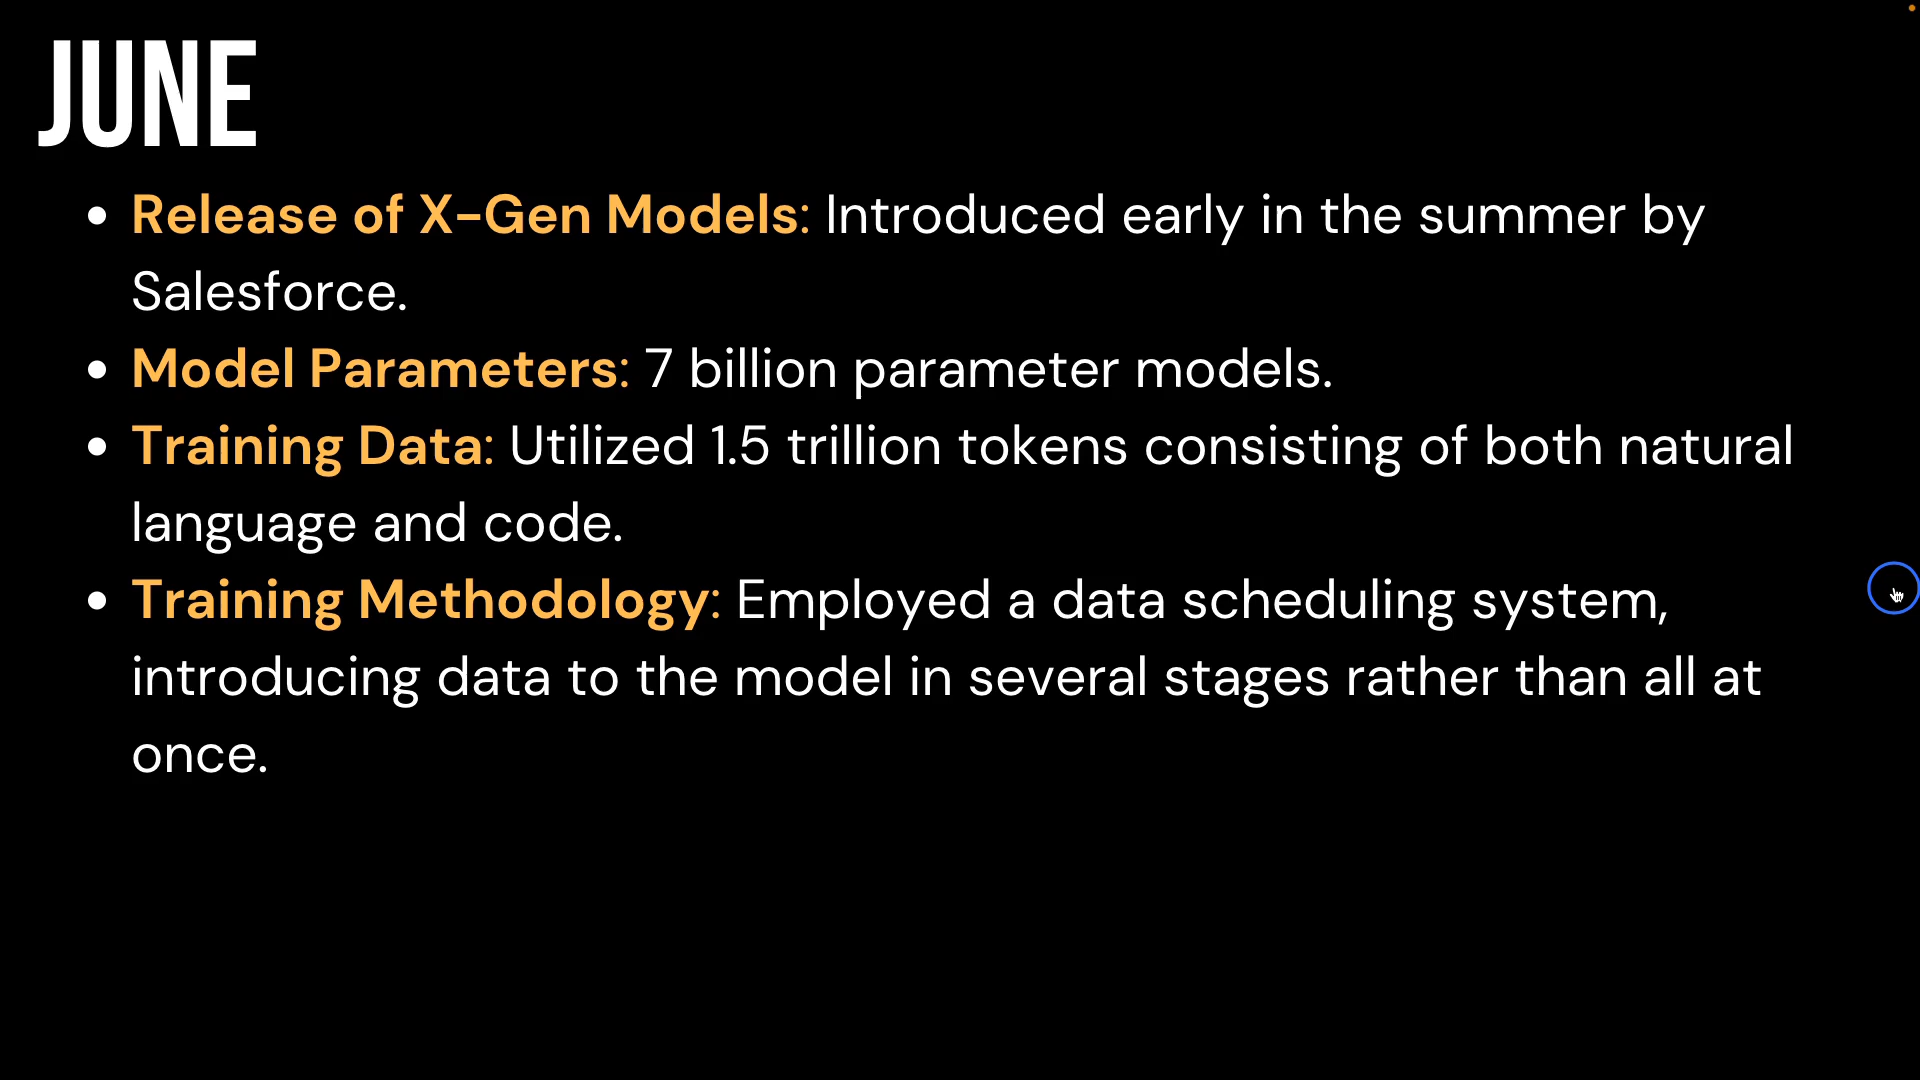 JUNE
• Release of X-Gen Models: Introduced early in the summer by
Salesforce.
• Model Parameters: 7 billion parameter models.
• Training Data: Utilized 1.5 trillion tokens consisting of both natural
language and code.
• Training Methodology: Employed a data scheduling system,
introducing data to the model in several stages rather than all at
once.